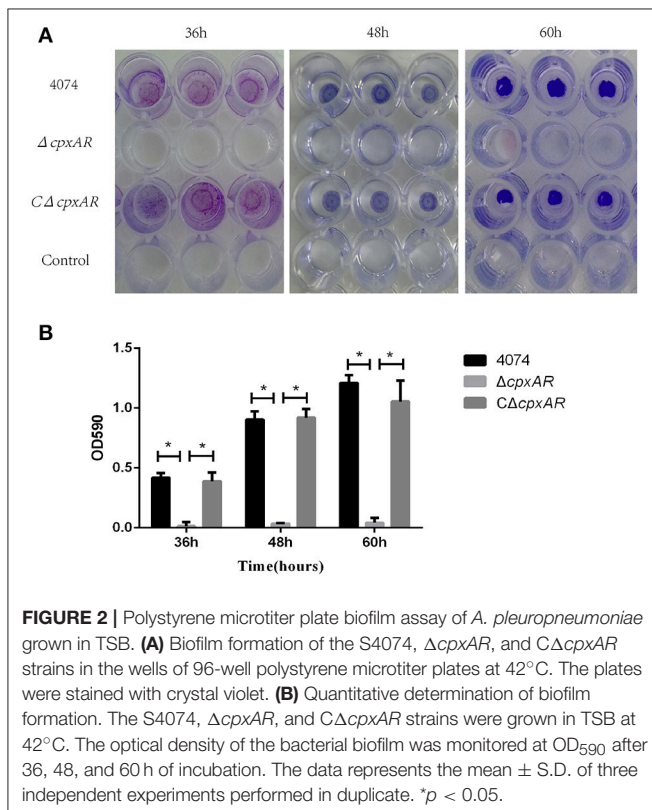 A
36h 48h 60h
4074
ΔcpxAR
CΔcpxAR
Control
B
1.5
1.0
0.5
0.0
OD590
* * * * * *
36h 48h 60h
Time(hours)
4074
ΔcpxAR
CΔcpxAR
FIGURE 2 | Polystyrene microtiter plate biofilm assay of A. pleuropneumoniae
grown in TSB. (A) Biofilm formation of the S4074, ΔcpxAR, and CΔcpxAR
strains in the wells of 96-well polystyrene microtiter plates at 42°C. The plates
were stained with crystal violet. (B) Quantitative determination of biofilm
formation. The S4074, ΔcpxAR, and CΔcpxAR strains were grown in TSB at
42°C. The optical density of the bacterial biofilm was monitored at OD590 after
36, 48, and 60 h of incubation. The data represents the mean ± S.D. of three
independent experiments performed in duplicate. *p < 0.05.